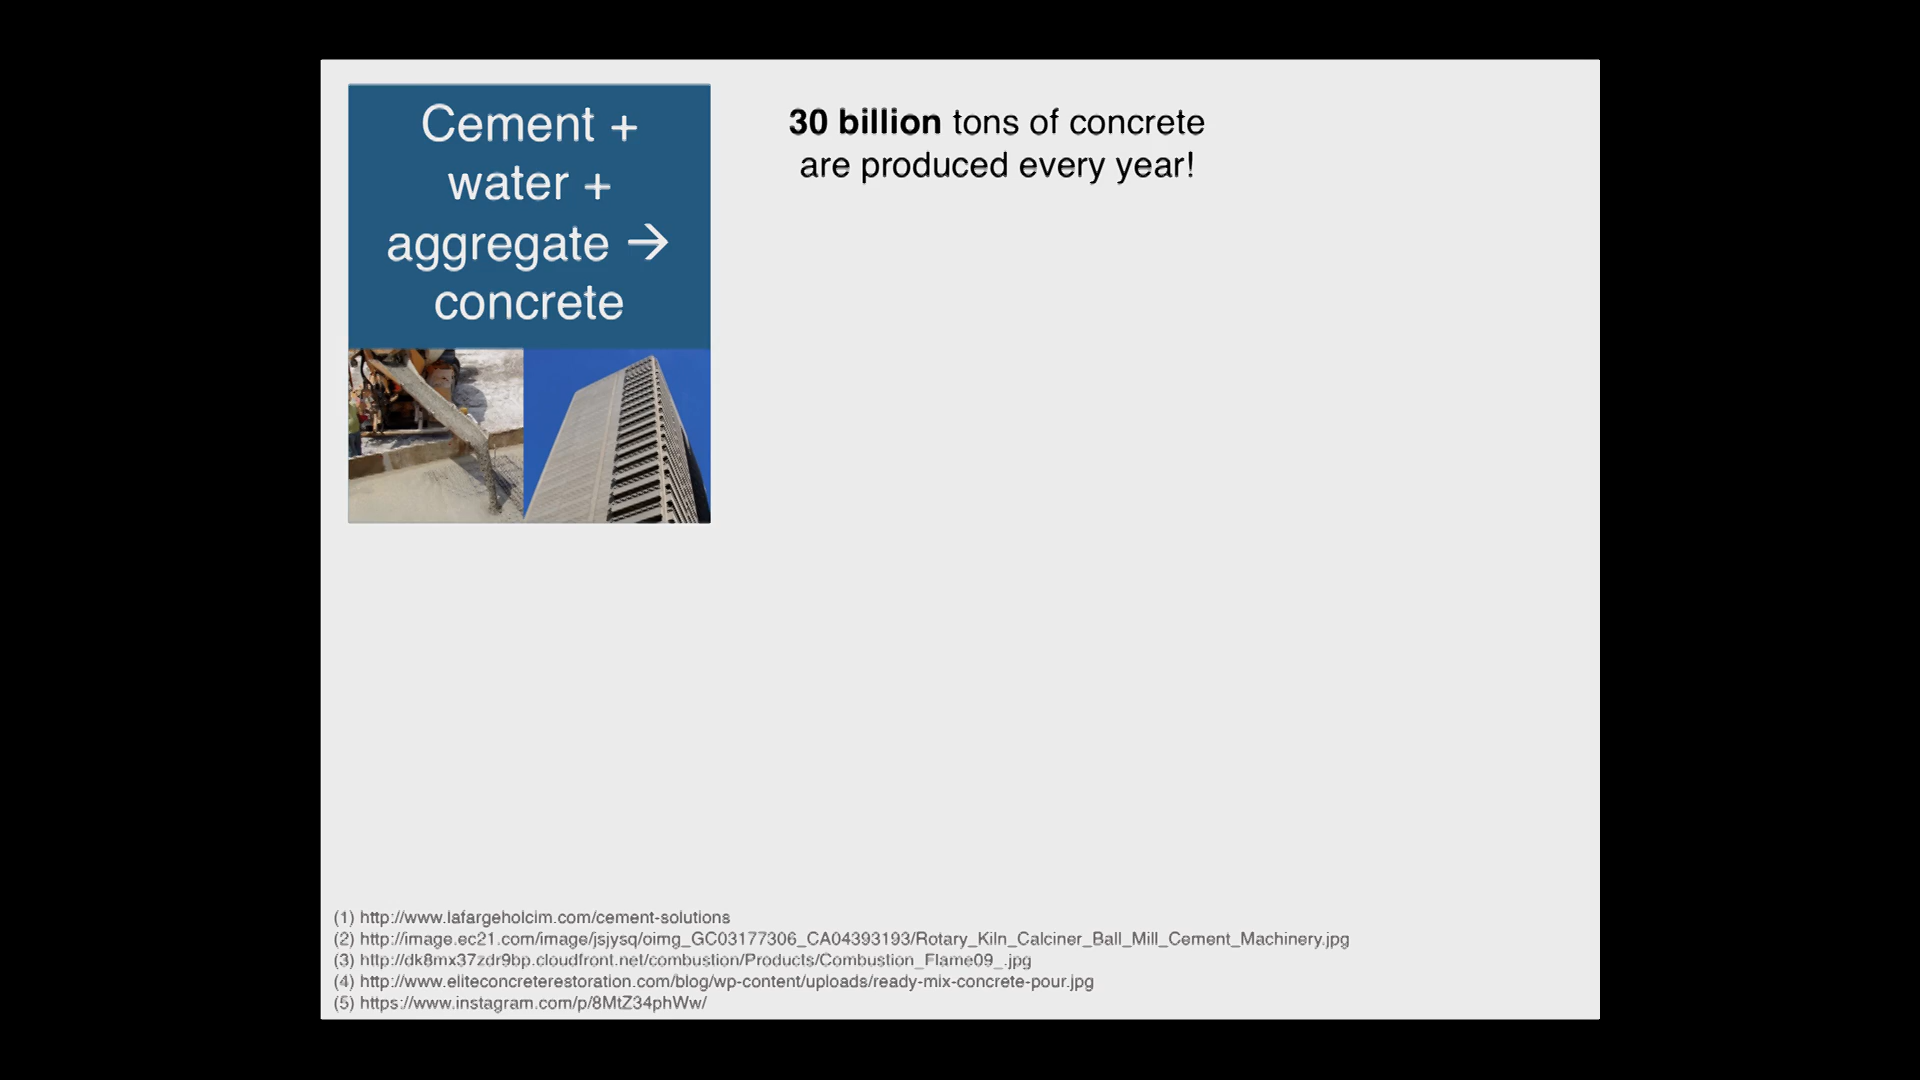 Cement +
water +
aggregate →
concrete
30 billion tons of concrete
are produced every year!
(1) http://www.lafargeholcim.com/cement-solutions
(2) http://image.ec21.com/image/jsjysq/oimg_GC03177306_CA04393193/Rotary_Kiln_Calciner_Ball_Mill_Cement_Machinery.jpg
(3) http://dk8mx37zdr9bp.cloudfront.net/combustion/Products/Combustion_Flame09_.jpg
(4) http://www.eliteconcreterestoration.com/blog/wp-content/uploads/ready-mix-concrete-pour.jpg
(5) https://www.instagram.com/p/8MtZ34phWw/